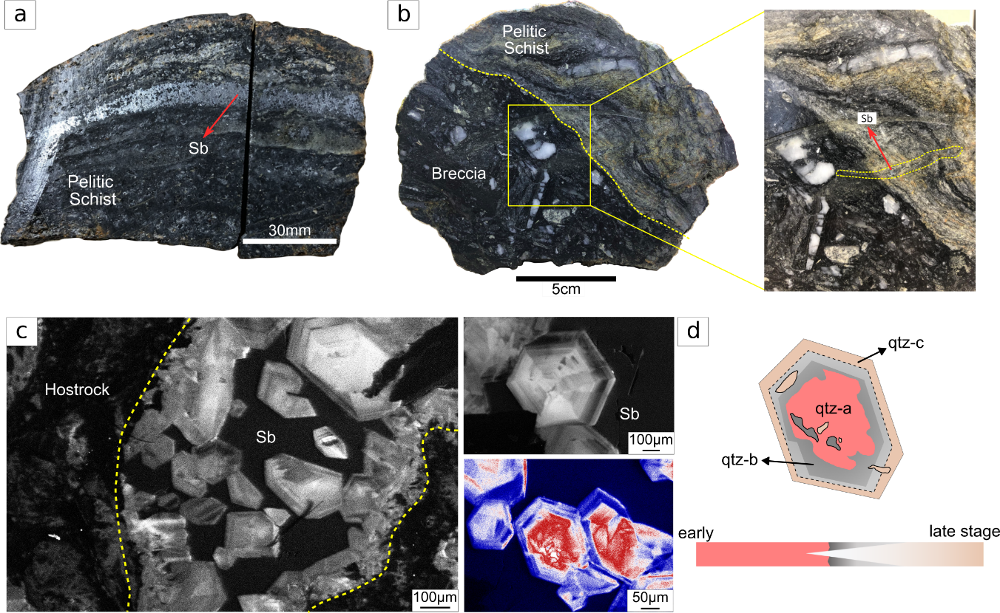 a
Sb
Pelitic
Schist
30mm
b
Pelitic
Schist
Breccia
5cm
Sb
c
Hostrock
Sb
100µm
Sb
100µm
50µm
d
qtz-c
qtz-a
qtz-b
early
late stage